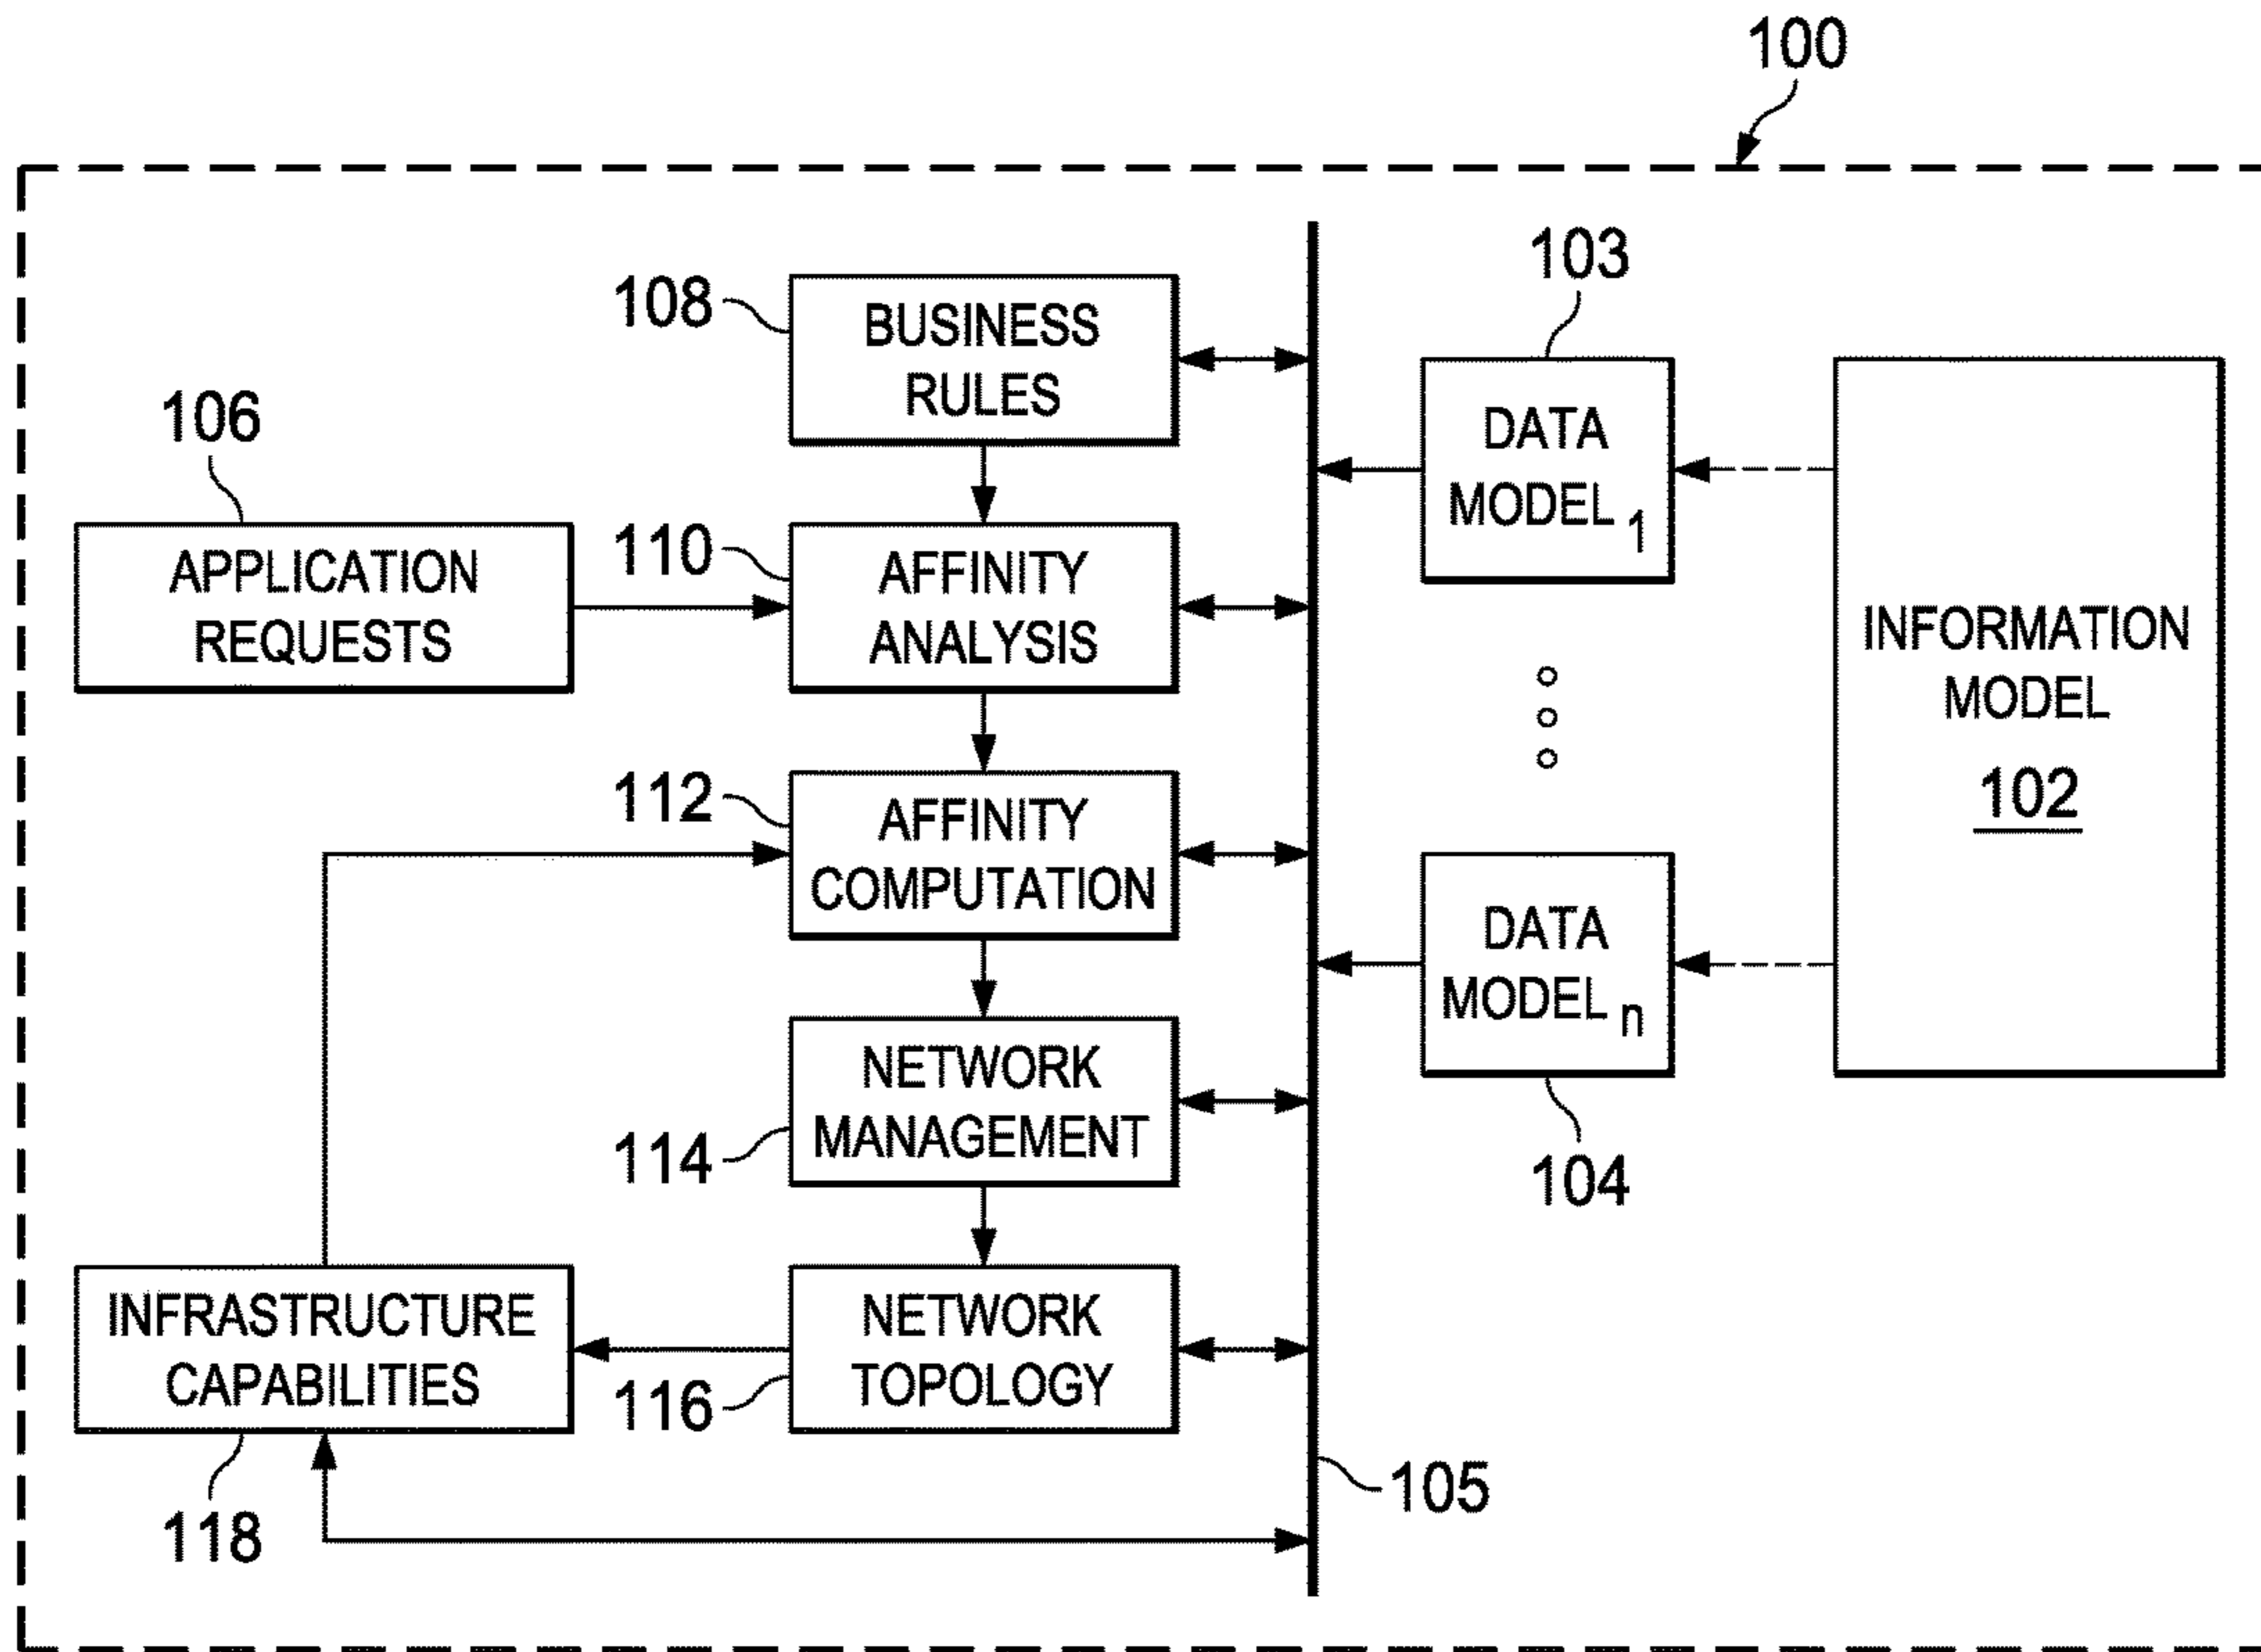 100
103
108
BUSINESS
RULES
106
DATA
MODEL 1
110
APPLICATION
REQUESTS
AFFINITY
ANALYSIS
INFORMATION
MODEL
102
112
AFFINITY
COMPUTATION
DATA
MODEL n
NETWORK
MANAGEMENT
114
104
INFRASTRUCTURE
CAPABILITIES
NETWORK
TOPOLOGY
116
105
118